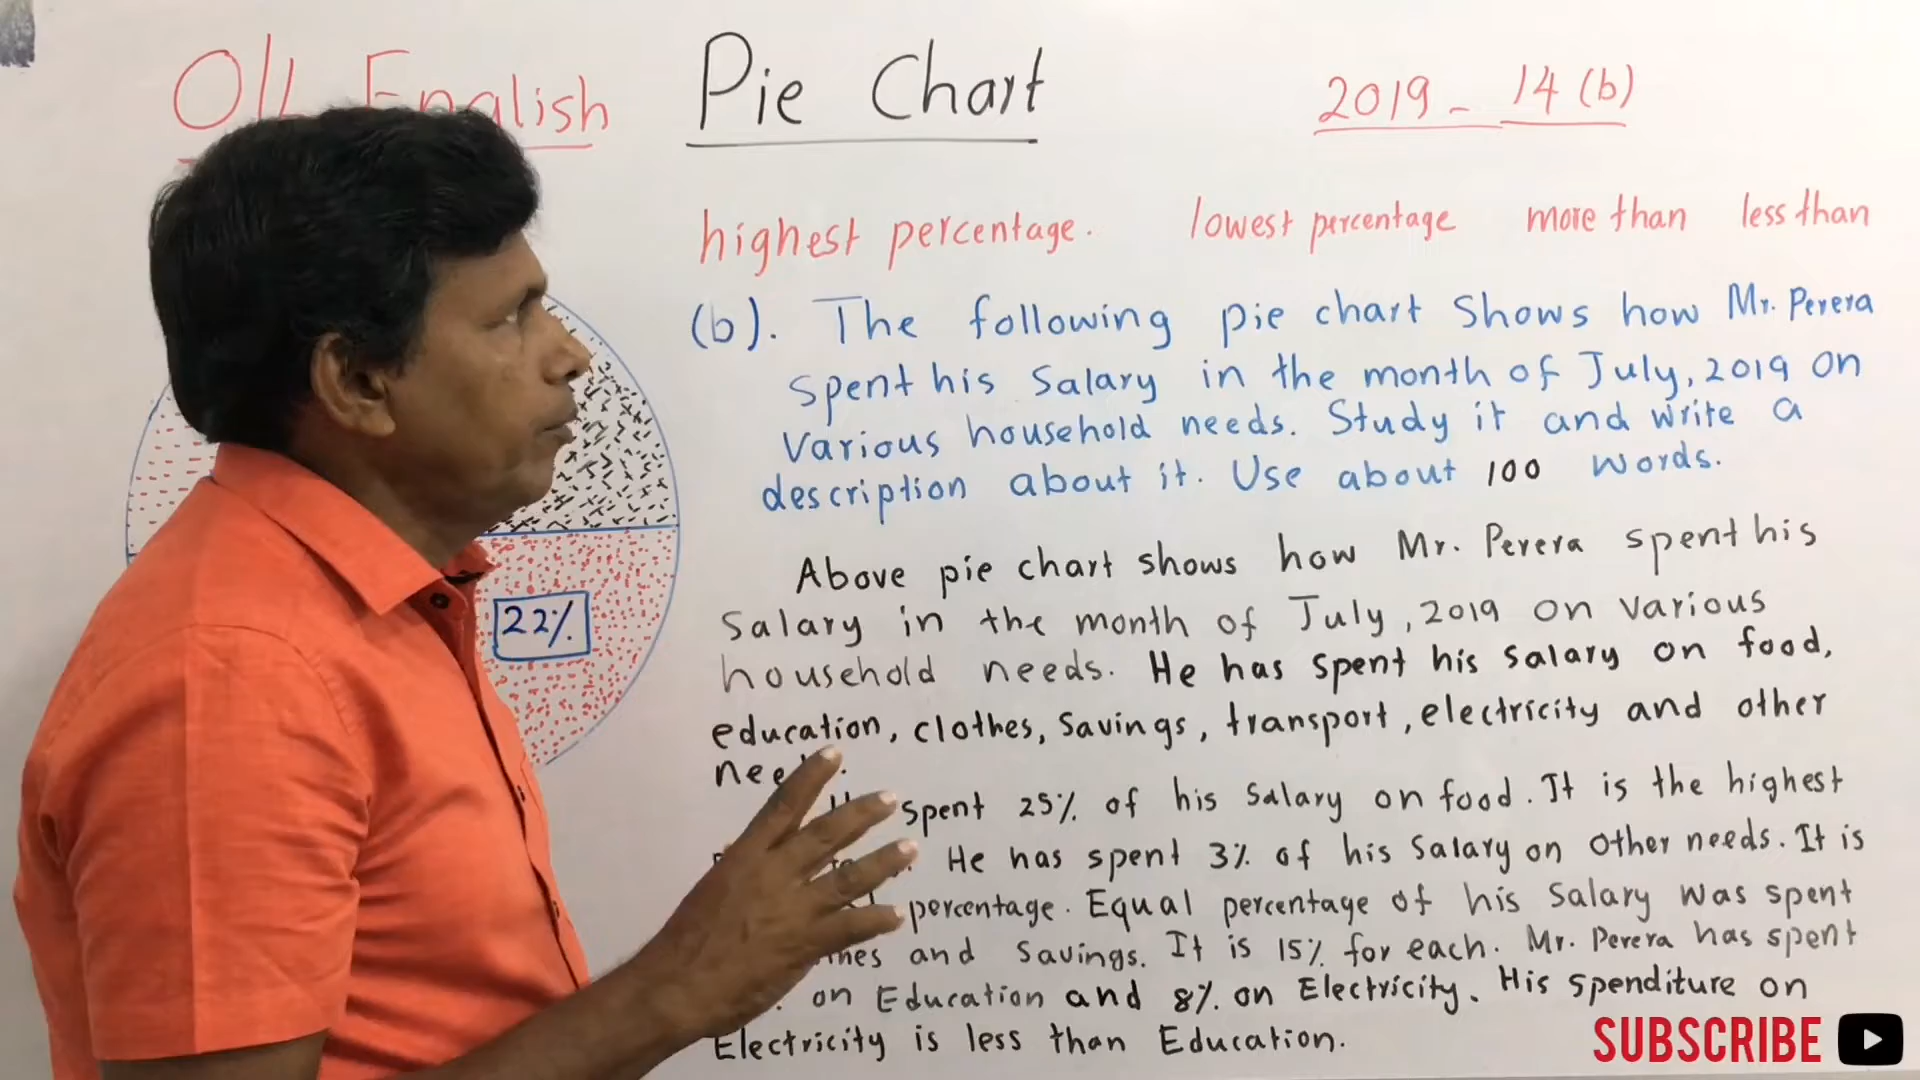 O/L English Pie Chart 2019 - 14 (b)
highest percentage. lowest percentage more than less than
(b). The following pie chart shows how Mr. Perera
spent his salary in the month of July, 2019 on
various household needs. Study it and write a
description about it. Use about 100 words.
22%
Above pie chart shows how Mr. Perera spent his
salary in the month of July, 2019 on various
household needs. He has spent his salary on food,
education, clothes, savings, transport, electricity and other
spent 25% of his salary on food. It is the highest
He has spent 3% of his salary on other needs. It is
percentage. Equal percentage of his salary was spent
and savings. It is 15% for each. Mr. Perera has spent
on Education and 8% on Electricity. His spenditure on
Electricity is less than Education.
SUBSCRIBE